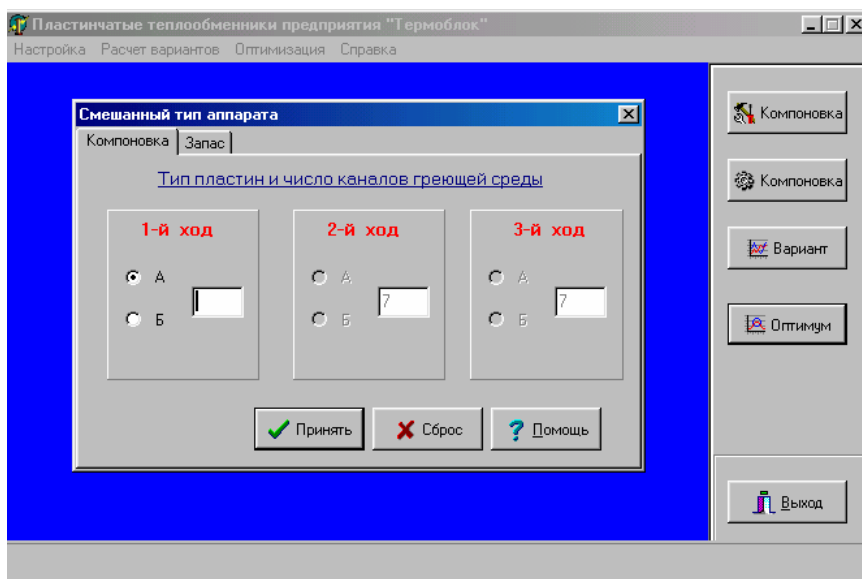 Пластинчатые теплообменники предприятия "Термоблок"
Настройка Расчет вариантов Оптимизация Справка
Смешанный тип аппарата
Компоновка Запас
Тип пластин и число каналов греющей среды
1-й ход 2-й ход 3-й ход
А А А
7 7
Б Б Б
Принять Сброс Помощь
Компоновка
Компоновка
Вариант
Оптимум
Выход